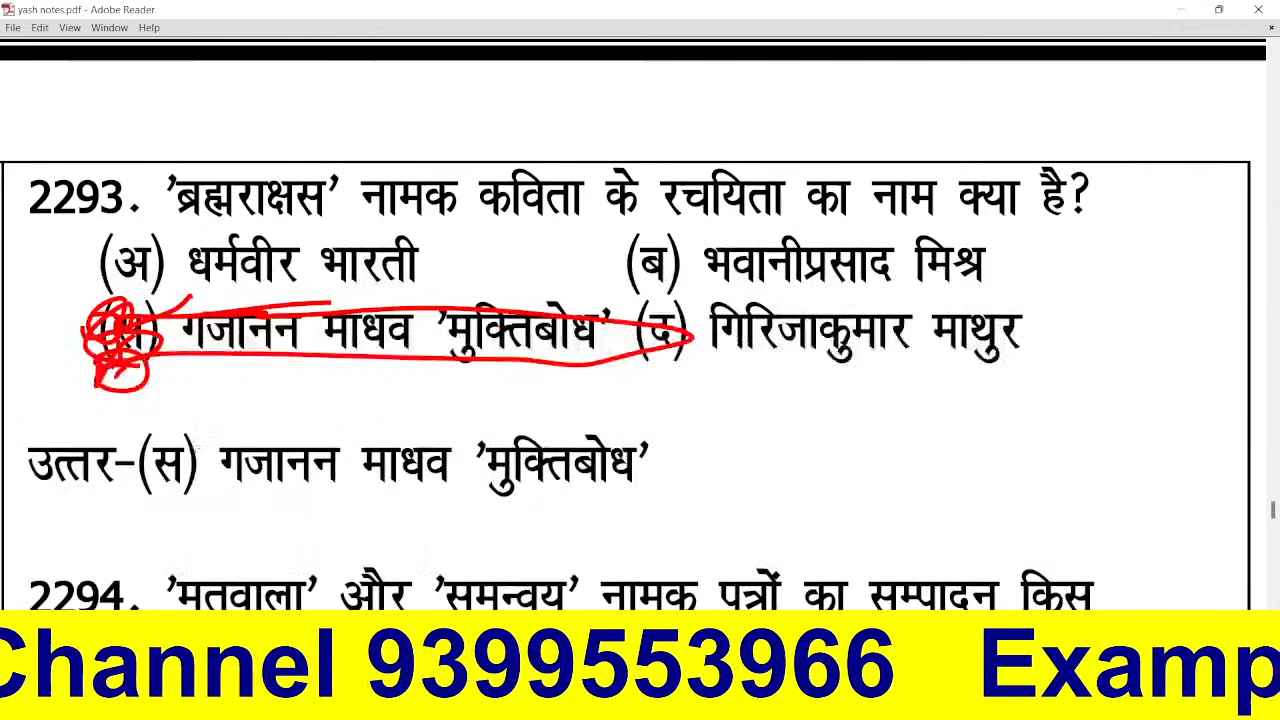 yash notes.pdf - Adobe Reader
File Edit View Window Help
2293. 'ब्रह्मराक्षस' नामक कविता के रचयिता का नाम क्या है?
(अ) धर्मवीर भारती (ब) भवानीप्रसाद मिश्र
(स) गजानन माधव 'मुक्तिबोध' (द) गिरिजाकुमार माथुर
उत्तर-(स) गजानन माधव 'मुक्तिबोध'
2294. 'मतवाला' और 'समन्वय' नामक पत्रों का सम्पादन किस
Channel 9399553966 Examp